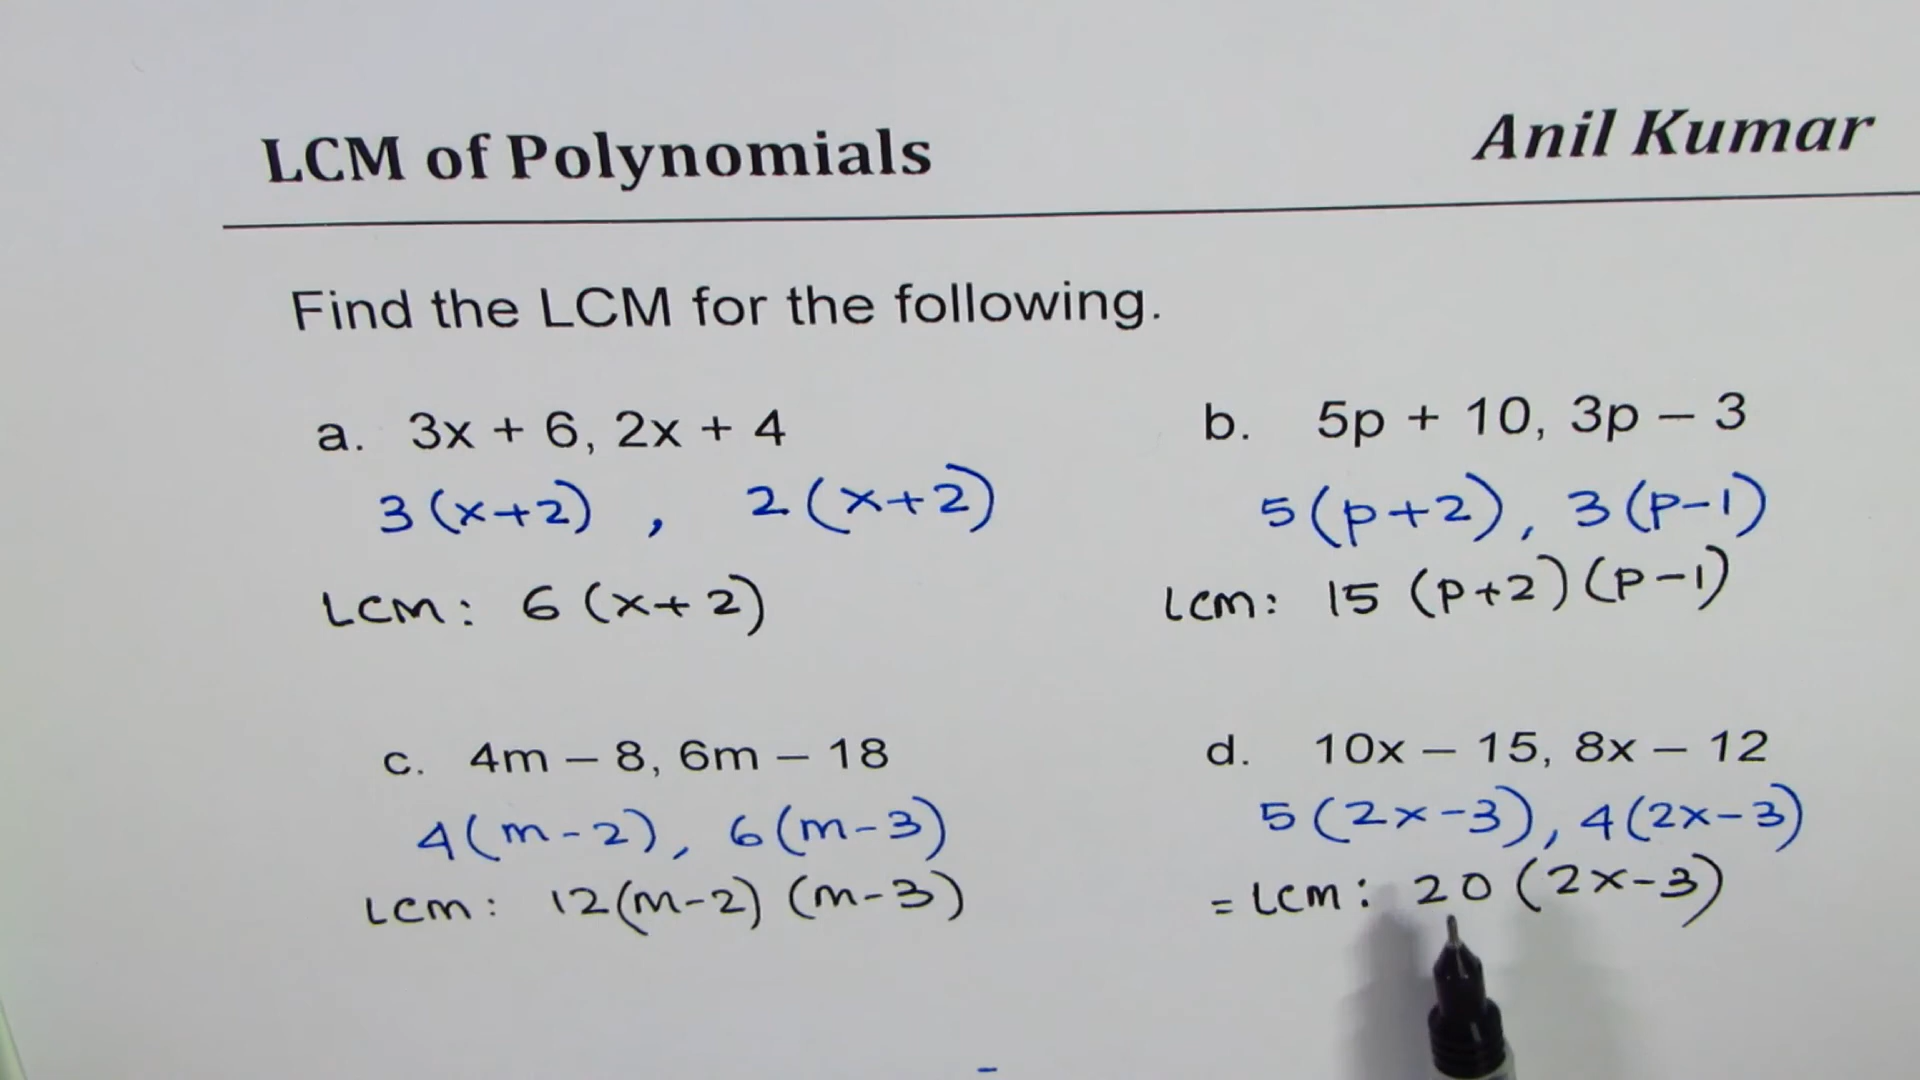 LCM of Polynomials
Anil Kumar
Find the LCM for the following.
a. 3x + 6, 2x + 4
3(x+2) , 2(x+2)
LCM: 6(x+2)
b. 5p + 10, 3p – 3
5(p+2), 3(p-1)
LCM: 15 (p+2)(p-1)
c. 4m – 8, 6m – 18
4(m-2), 6(m-3)
LCM: 12(m-2)(m-3)
d. 10x – 15, 8x – 12
5(2x-3), 4(2x-3)
= LCM: 20(2x-3)